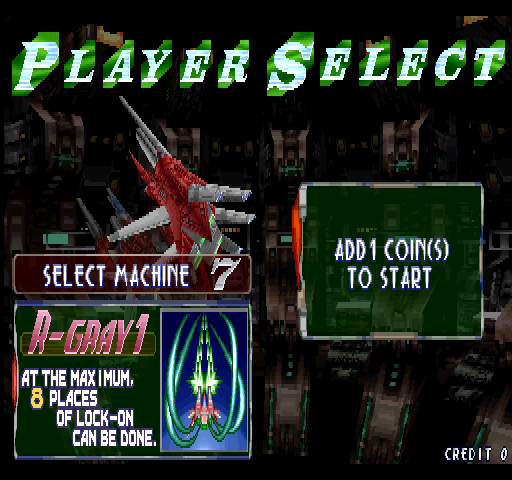 PLAYER SELECT
SELECT MACHINE 7
ADD 1 COIN(S)
TO START
R-GRAY1
AT THE MAXIMUM,
8 PLACES
OF LOCK-ON
CAN BE DONE.
CREDIT 0